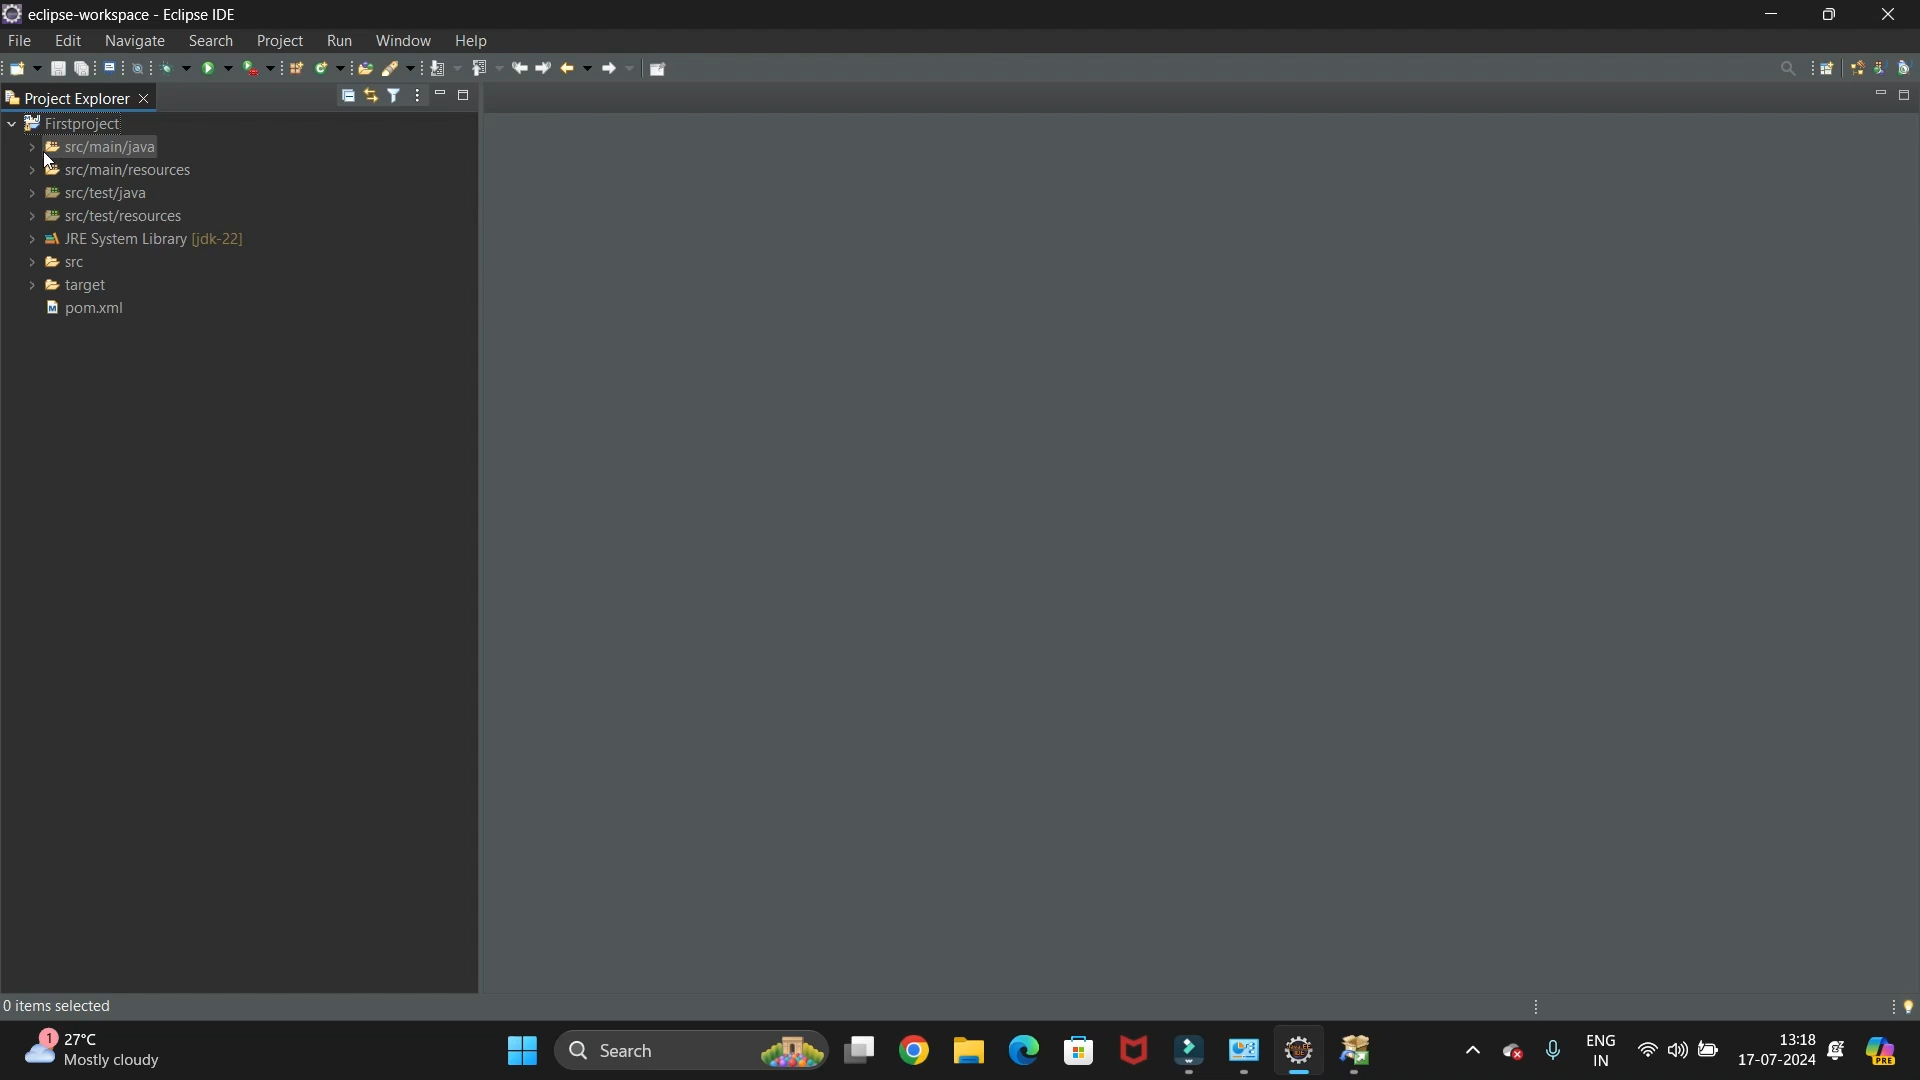 eclipse-workspace - Eclipse IDE
File Edit Navigate Search Project Run Window Help
Project Explorer
Firstproject
src/main/java
src/main/resources
src/test/java
src/test/resources
JRE System Library [jdk-22]
src
target
pom.xml
0 items selected
1 27°C
Mostly cloudy
Search
ENG
IN
13:18
17-07-2024
PRE